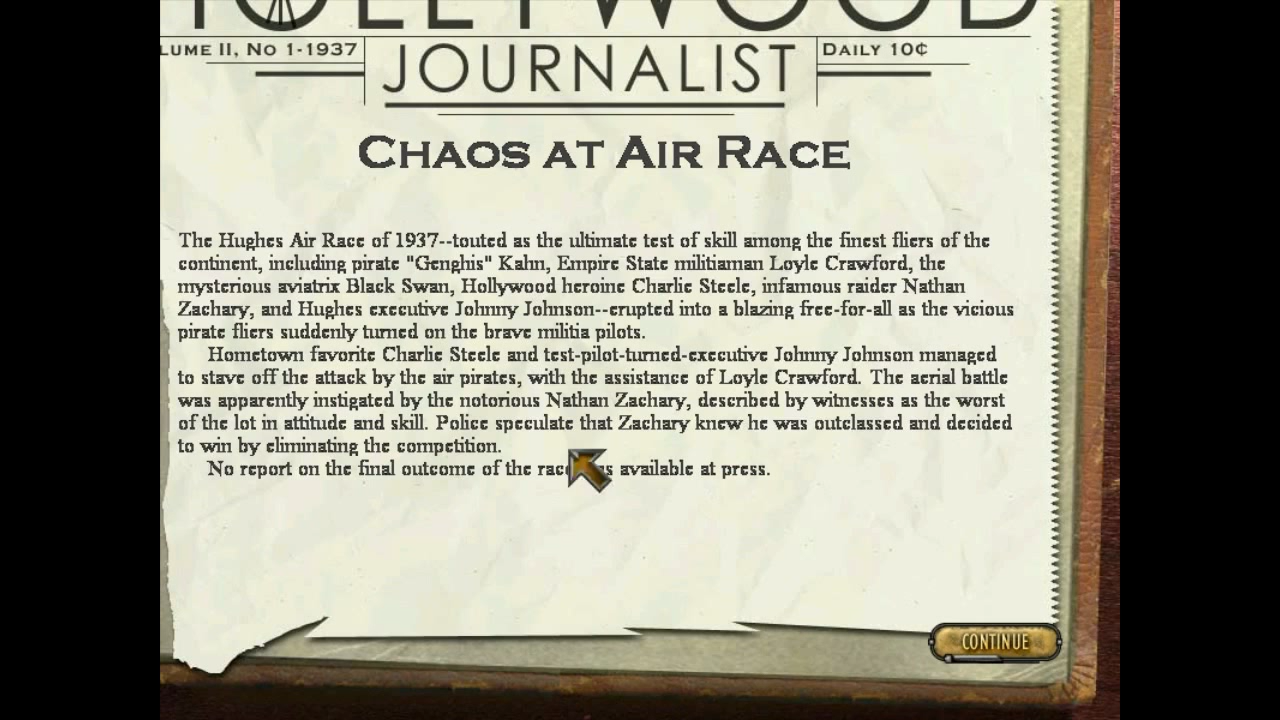 HOLLYWOOD
LUME II, No 1-1937
JOURNALIST
DAILY 10¢
CHAOS AT AIR RACE
The Hughes Air Race of 1937--touted as the ultimate test of skill among the finest fliers of the
continent, including pirate "Genghis" Kahn, Empire State militiaman Loyle Crawford, the
mysterious aviatrix Black Swan, Hollywood heroine Charlie Steele, infamous raider Nathan
Zachary, and Hughes executive Johnny Johnson--erupted into a blazing free-for-all as the vicious
pirate fliers suddenly turned on the brave militia pilots.
Hometown favorite Charlie Steele and test-pilot-turned-executive Johnny Johnson managed
to stave off the attack by the air pirates, with the assistance of Loyle Crawford. The aerial battle
was apparently instigated by the notorious Nathan Zachary, described by witnesses as the worst
of the lot in attitude and skill. Police speculate that Zachary knew he was outclassed and decided
to win by eliminating the competition.
No report on the final outcome of the race available at press.
CONTINUE